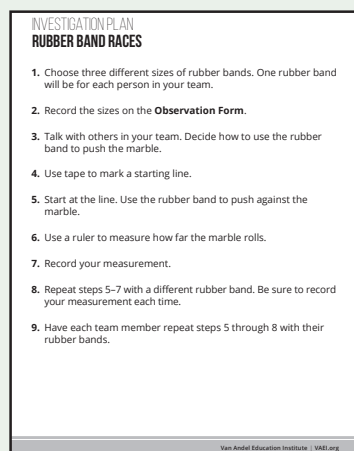 INVESTIGATION PLAN
RUBBER BAND RACES
1. Choose three different sizes of rubber bands. One rubber band
will be for each person in your team.
2. Record the sizes on the Observation Form.
3. Talk with others in your team. Decide how to use the rubber
band to push the marble.
4. Use tape to mark a starting line.
5. Start at the line. Use the rubber band to push against the
marble.
6. Use a ruler to measure how far the marble rolls.
7. Record your measurement.
8. Repeat steps 5–7 with a different rubber band. Be sure to record
your measurement each time.
9. Have each team member repeat steps 5 through 8 with their
rubber bands.
Van Andel Education Institute | VAEI.org